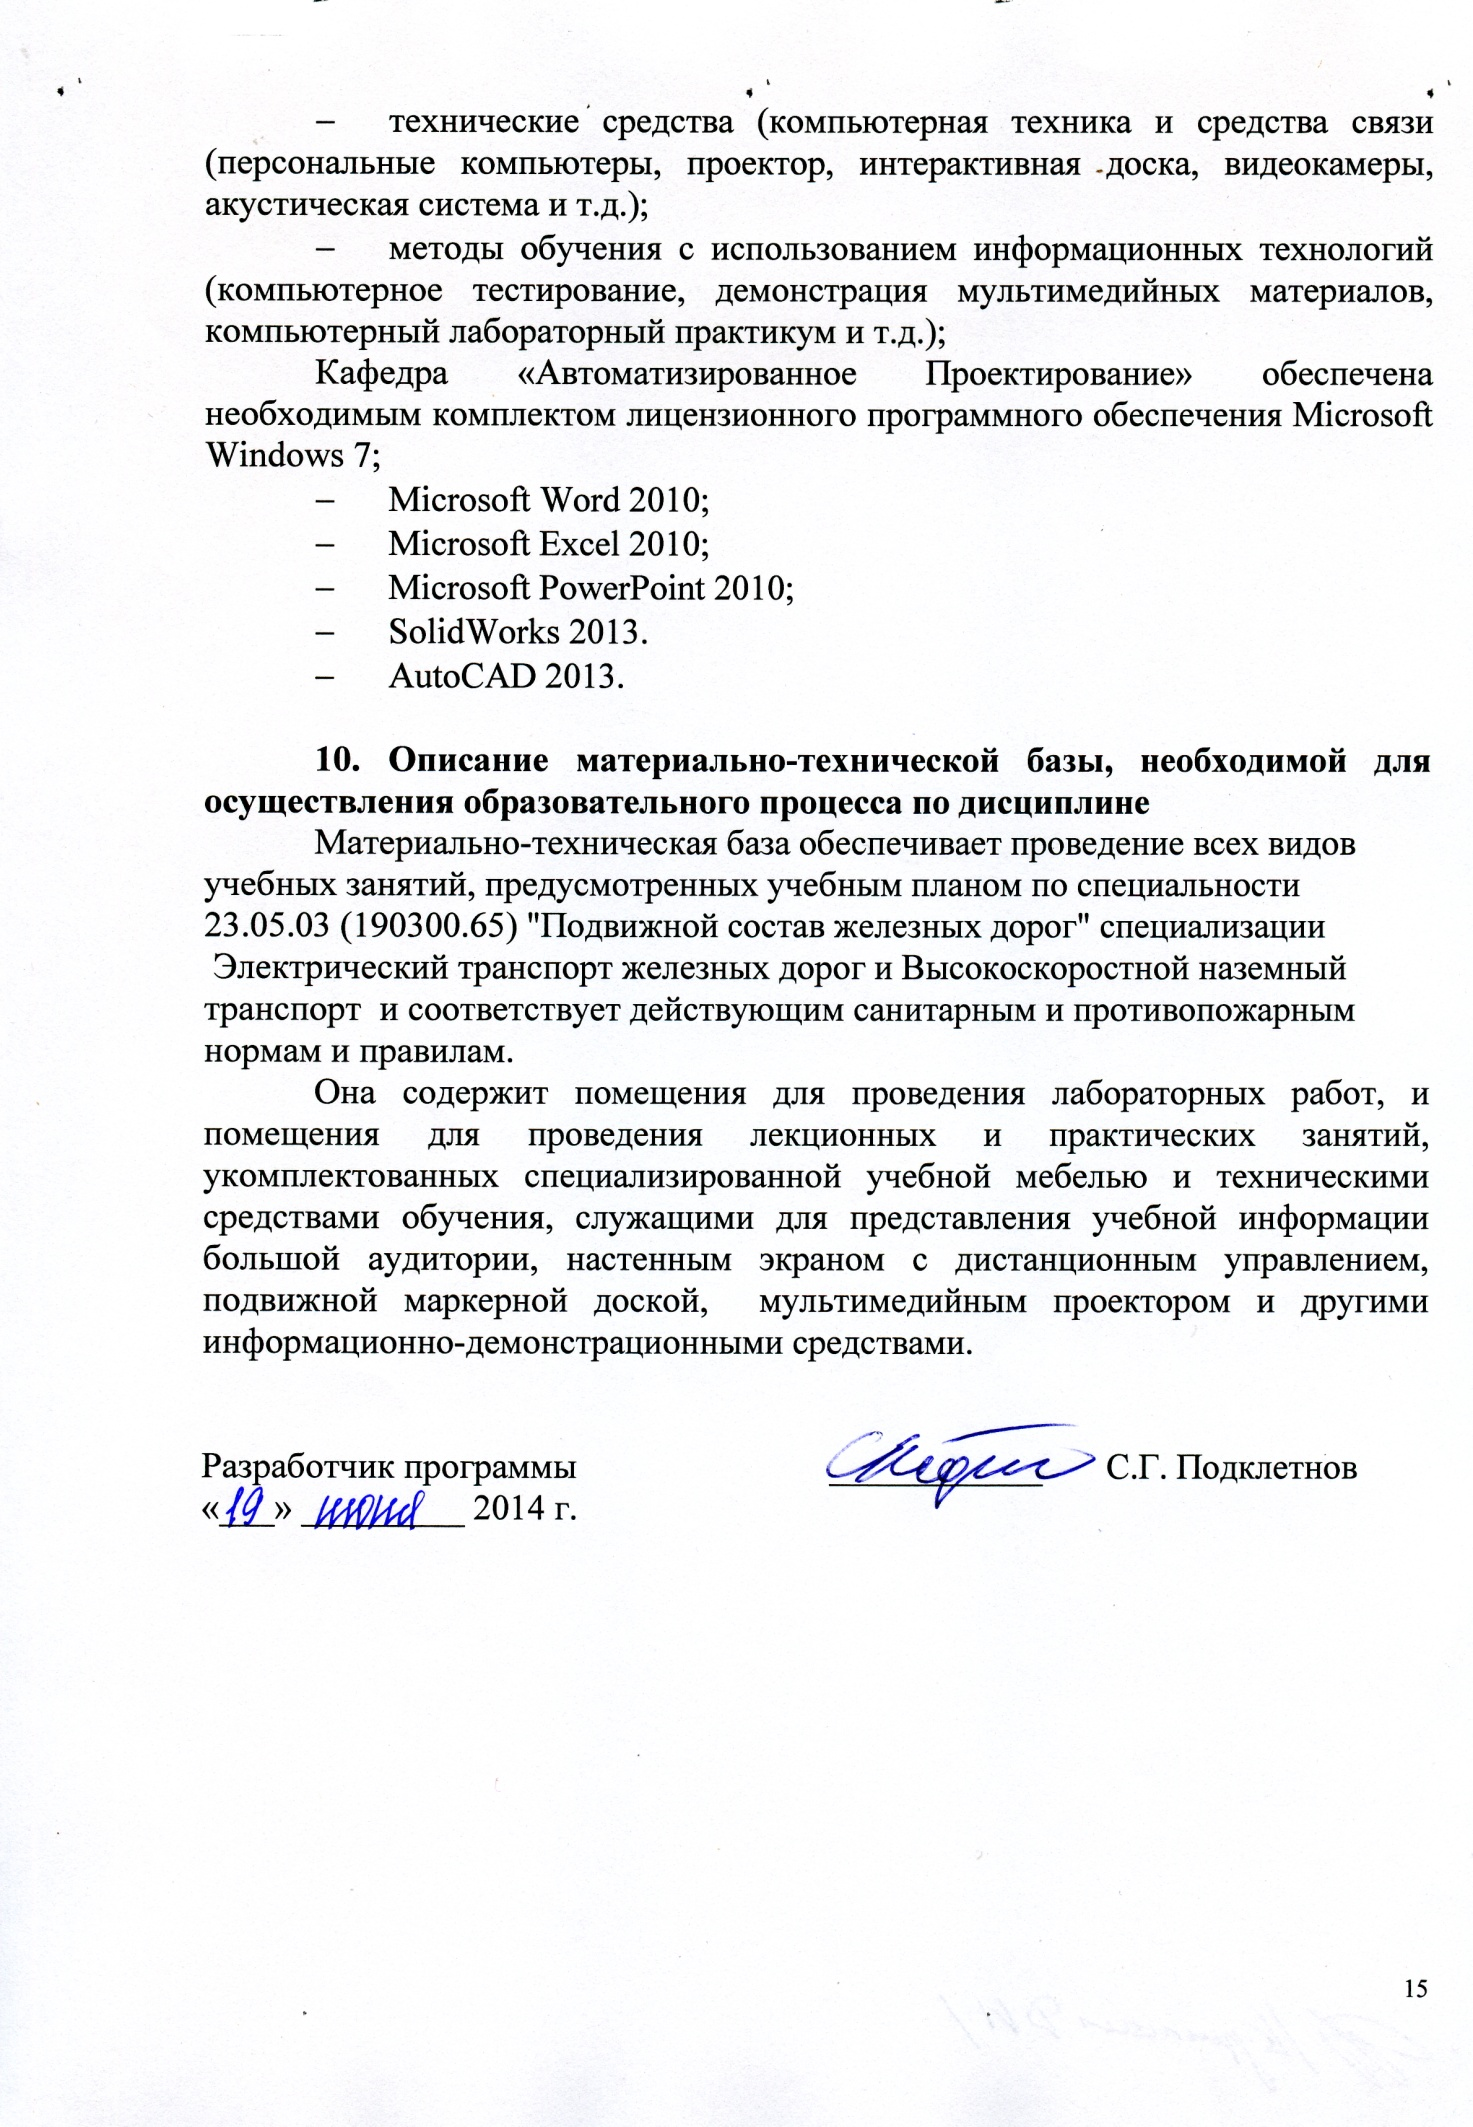 – технические средства (компьютерная техника и средства связи
(персональные компьютеры, проектор, интерактивная доска, видеокамеры,
акустическая система и т.д.);
– методы обучения с использованием информационных технологий
(компьютерное тестирование, демонстрация мультимедийных материалов,
компьютерный лабораторный практикум и т.д.);
Кафедра «Автоматизированное Проектирование» обеспечена
необходимым комплектом лицензионного программного обеспечения Microsoft
Windows 7;
– Microsoft Word 2010;
– Microsoft Excel 2010;
– Microsoft PowerPoint 2010;
– SolidWorks 2013.
– AutoCAD 2013.
10. Описание материально-технической базы, необходимой для
осуществления образовательного процесса по дисциплине
Материально-техническая база обеспечивает проведение всех видов
учебных занятий, предусмотренных учебным планом по специальности
23.05.03 (190300.65) "Подвижной состав железных дорог" специализации
Электрический транспорт железных дорог и Высокоскоростной наземный
транспорт и соответствует действующим санитарным и противопожарным
нормам и правилам.
Она содержит помещения для проведения лабораторных работ, и
помещения для проведения лекционных и практических занятий,
укомплектованных специализированной учебной мебелью и техническими
средствами обучения, служащими для представления учебной информации
большой аудитории, настенным экраном с дистанционным управлением,
подвижной маркерной доской, мультимедийным проектором и другими
информационно-демонстрационными средствами.
Разработчик программы С.Г. Подклетнов
«19» июня 2014 г.
15